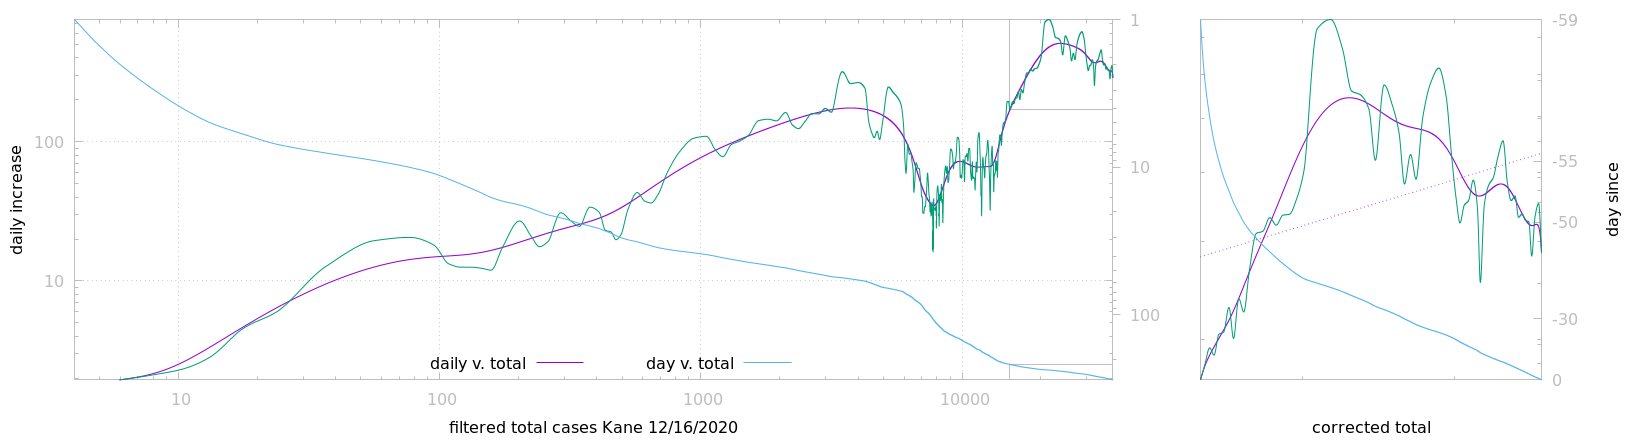 daily increase
100
10
10
100
1000
10000
1
10
100
daily v. total
day v. total
filtered total cases Kane 12/16/2020
-59
-55
-50
-30
0
day since
corrected total